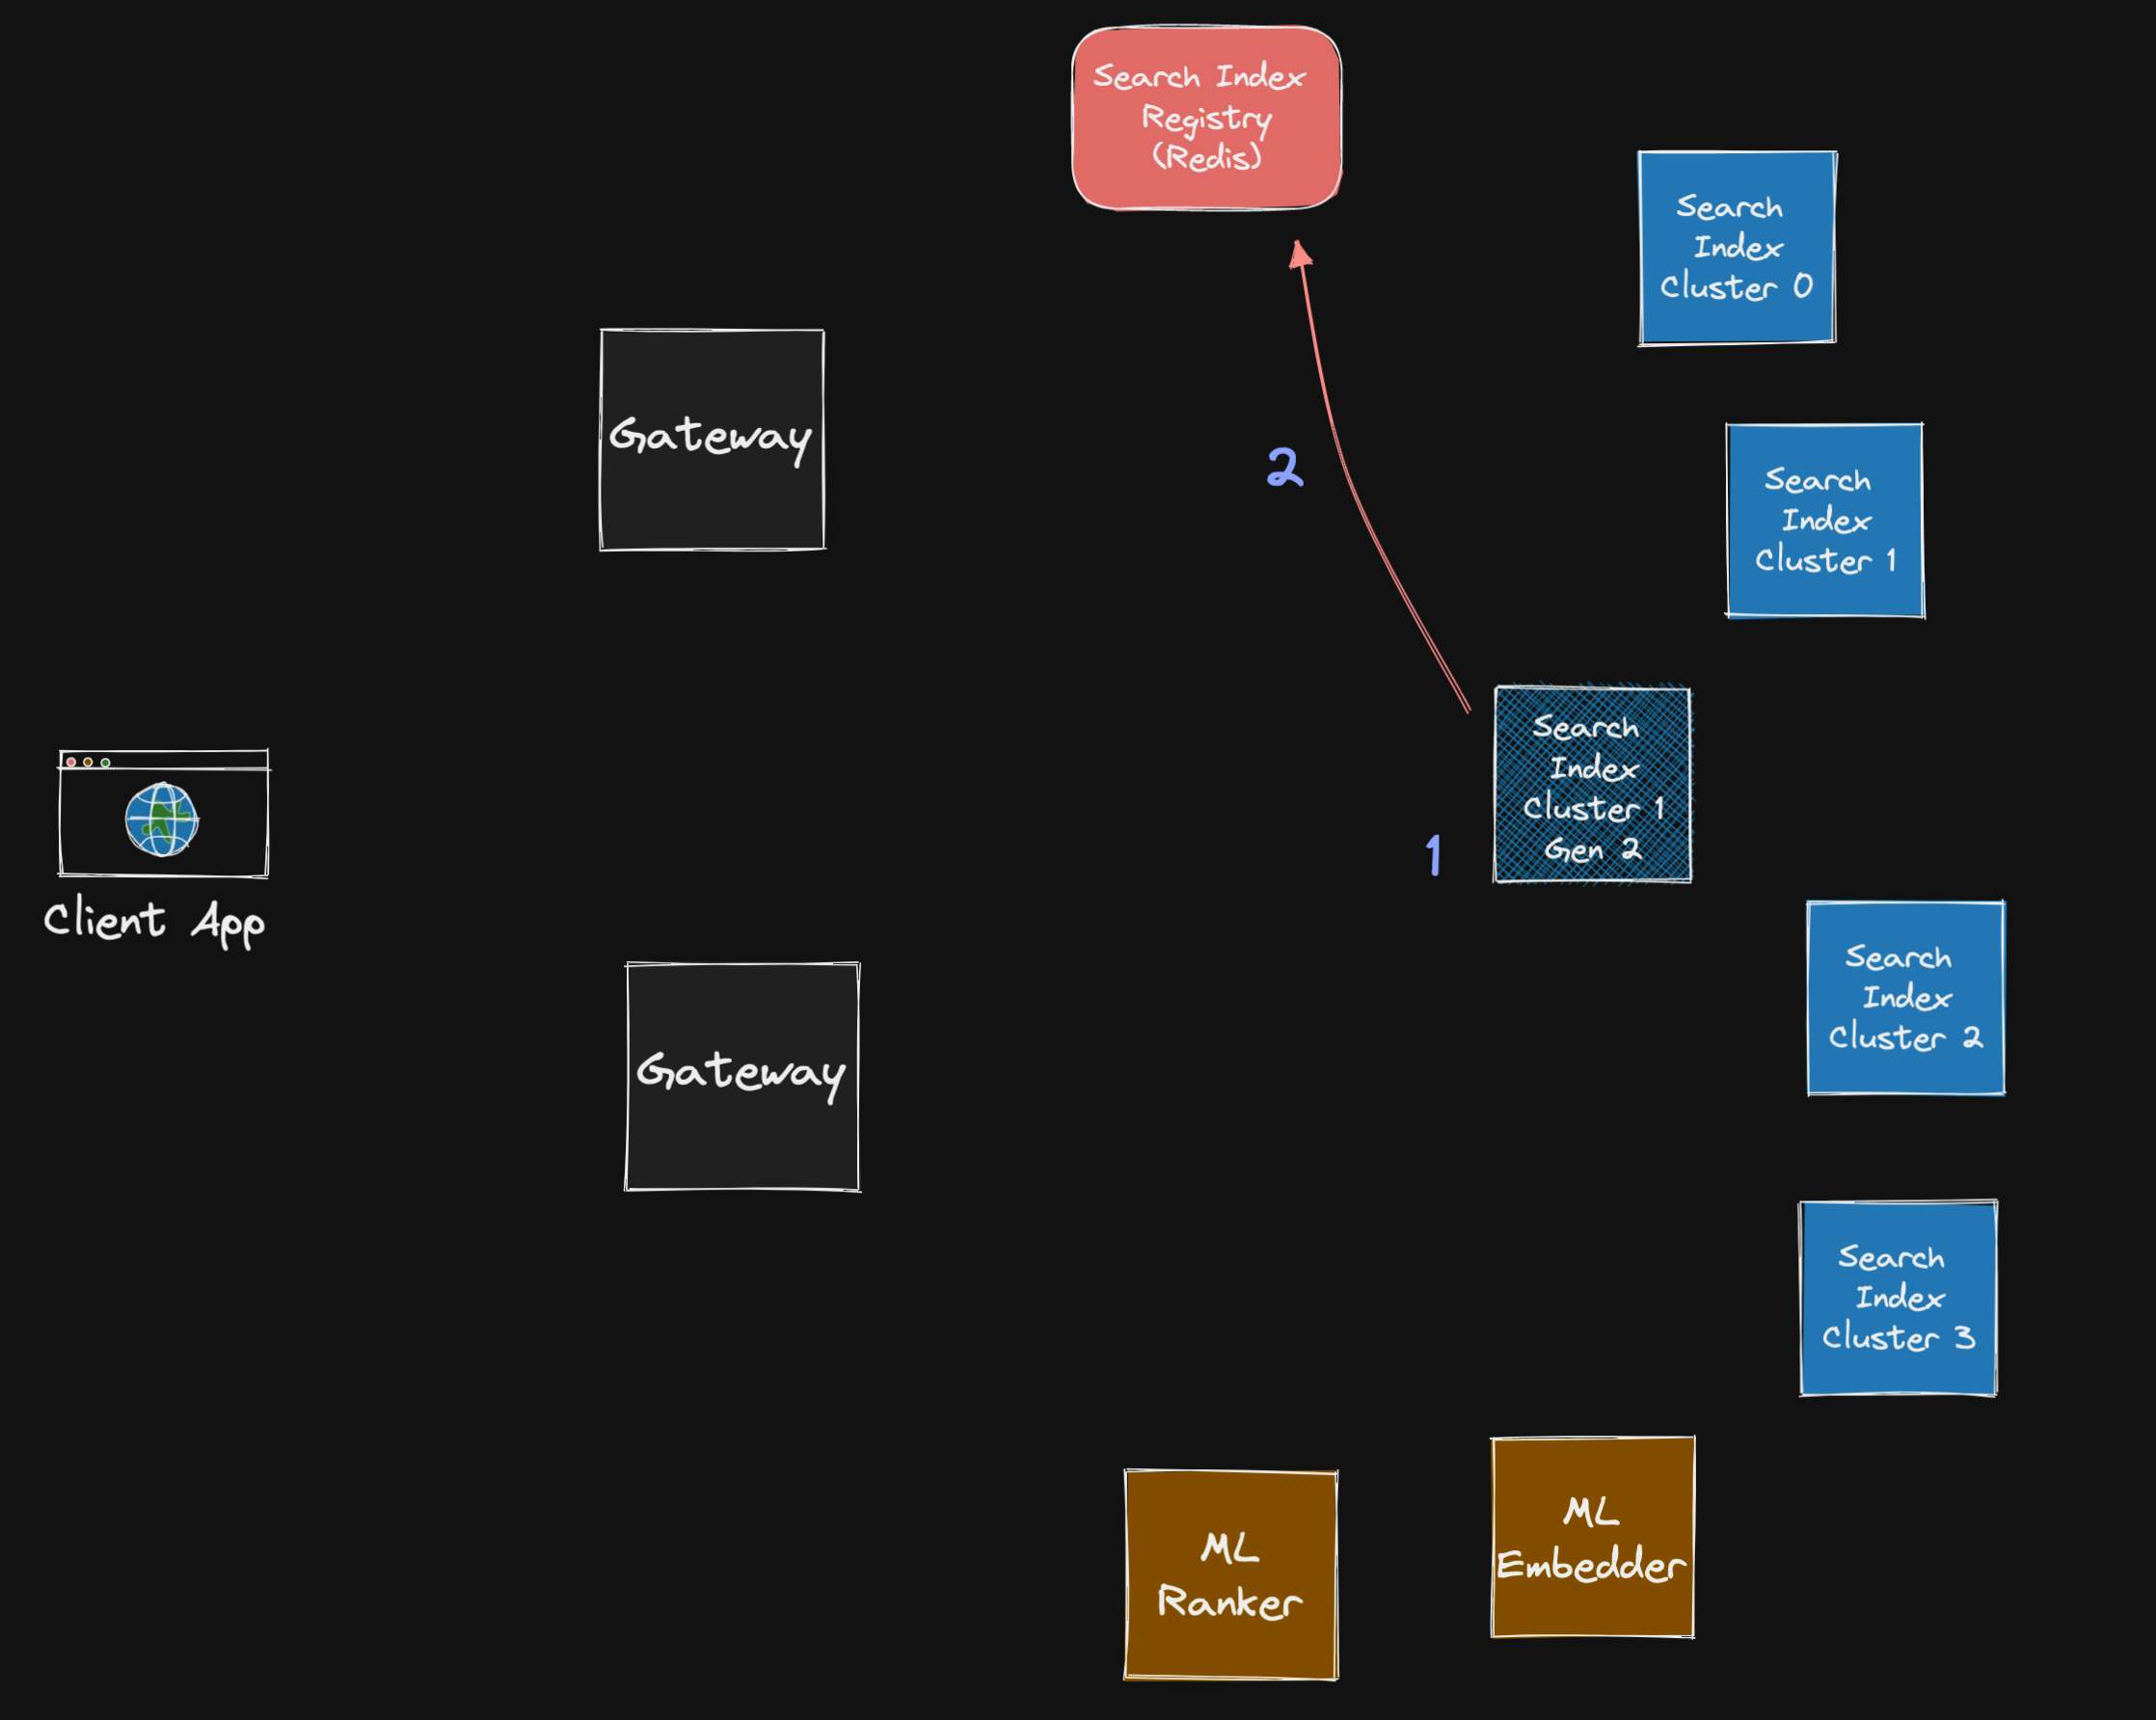 Search Index
Registry
(Redis)
Search
Index
Cluster 0
Gateway
2
Search
Index
Cluster 1
Search
Index
Cluster 1
Gen 2
1
Client App
Search
Index
Cluster 2
Gateway
Search
Index
Cluster 3
ML
Ranker
ML
Embedder